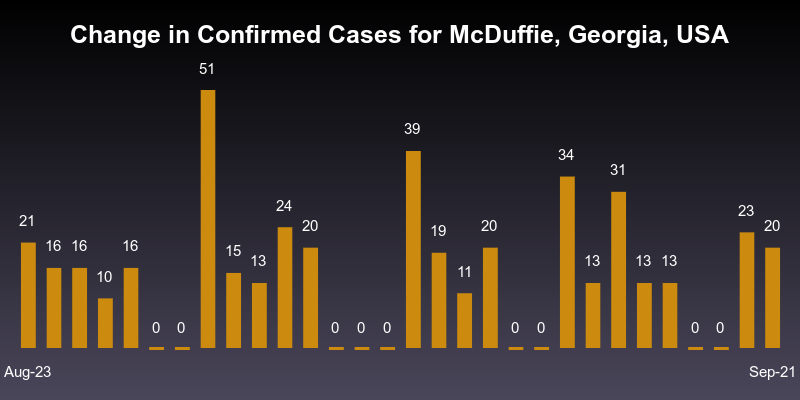 Change in Confirmed Cases for McDuffie, Georgia, USA
21 16 16 10 16 0 0 51 15 13 24 20 0 0 0 39 19 11 20 0 0 34 13 31 13 13 0 0 23 20
Aug-23 Sep-21